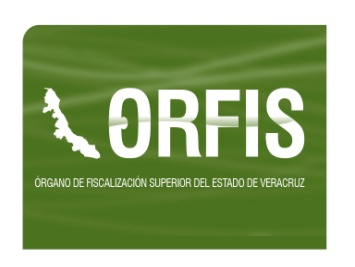 ORFIS
ÓRGANO DE FISCALIZACIÓN SUPERIOR DEL ESTADO DE VERACRUZ